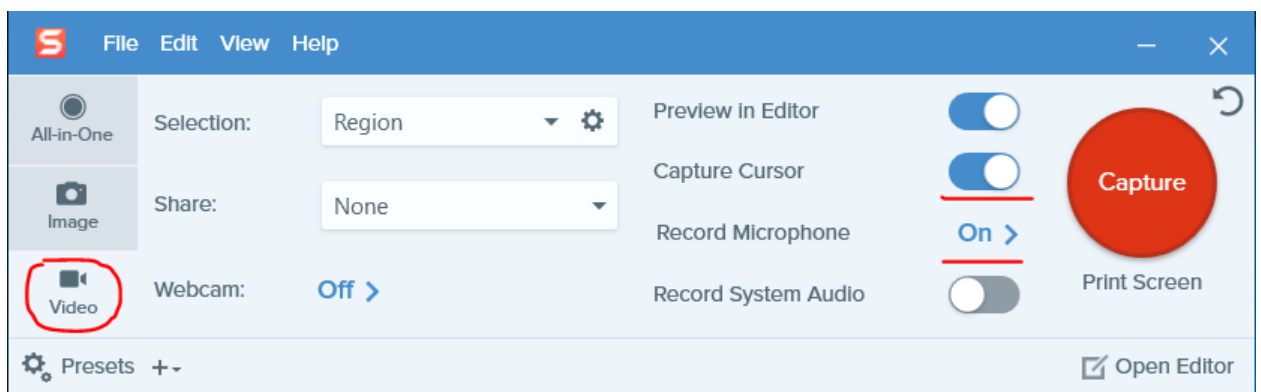 S
File Edit View Help
All-in-One
Image
Video
Selection:
Region
Share:
None
Webcam:
Off >
Preview in Editor
Capture Cursor
Record Microphone
On >
Record System Audio
Capture
Print Screen
Presets +
Open Editor